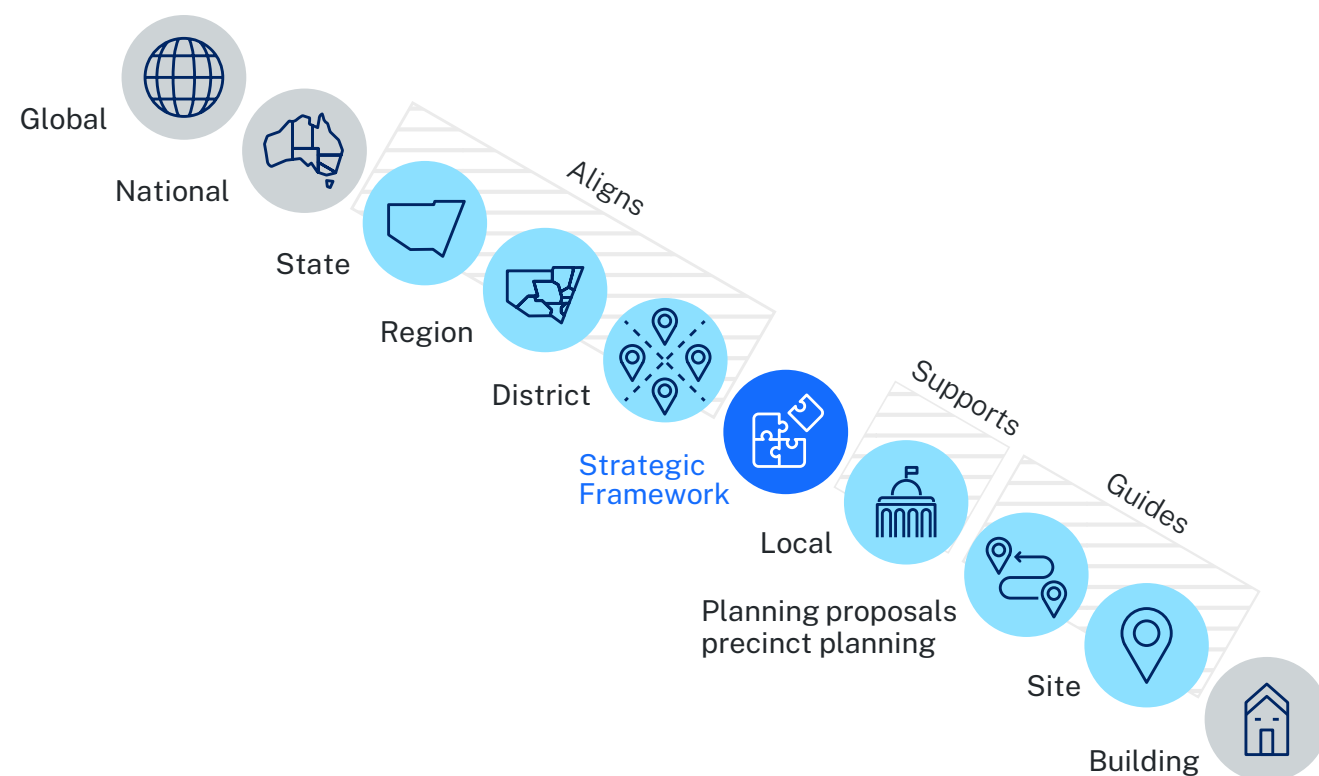 Global
National
Aligns
State
Region
District
Supports
Strategic
Framework
Guides
Local
Planning proposals
precinct planning
Site
Building